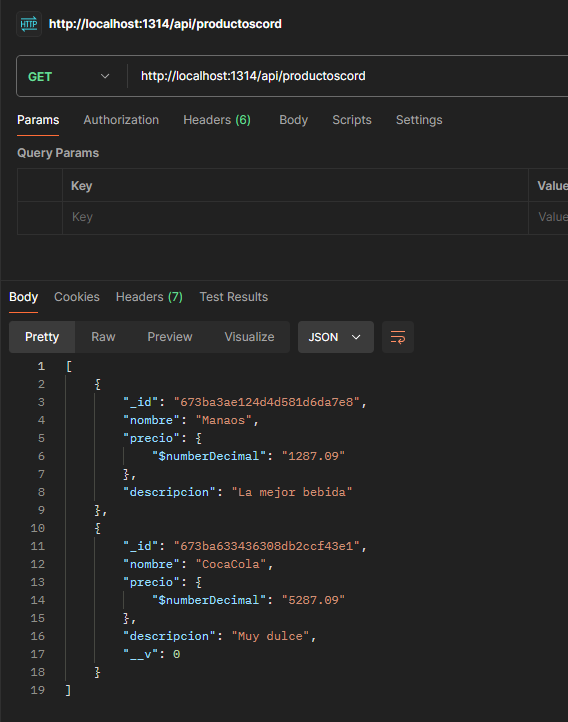 HTTP http://localhost:1314/api/productoscord
GET http://localhost:1314/api/productoscord
Params Authorization Headers (6) Body Scripts Settings
Query Params
Key Value
Key Value
Body Cookies Headers (7) Test Results
Pretty Raw Preview Visualize JSON
1 [
2 {
3 "_id": "673ba3ae124d4d581d6da7e8",
4 "nombre": "Manaos",
5 "precio": {
6 "$numberDecimal": "1287.09"
7 },
8 "descripcion": "La mejor bebida"
9 },
10 {
11 "_id": "673ba633436308db2ccf43e1",
12 "nombre": "CocaCola",
13 "precio": {
14 "$numberDecimal": "5287.09"
15 },
16 "descripcion": "Muy dulce",
17 "__v": 0
18 }
19 ]